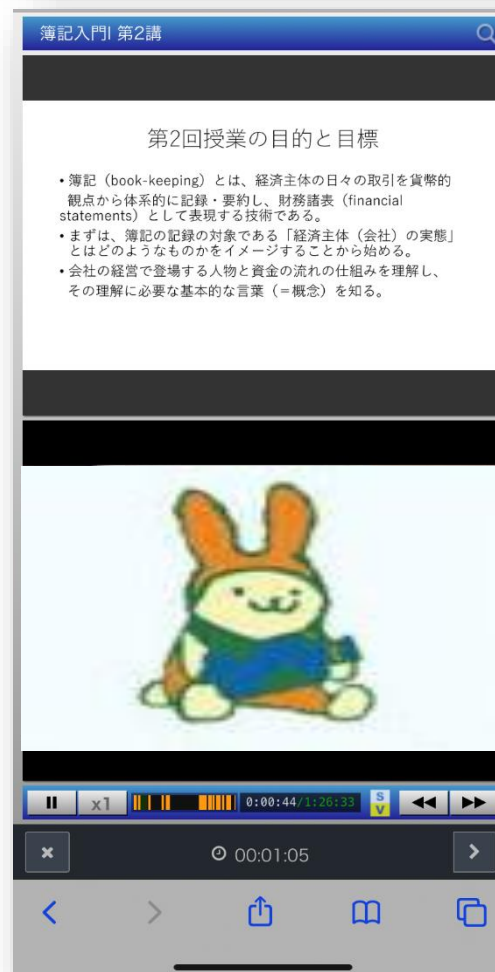 簿記入門I 第2講
第2回授業の目的と目標
• 簿記（book-keeping）とは、経済主体の日々の取引を貨幣的
観点から体系的に記録・要約し、財務諸表（financial
statements）として表現する技術である。
• まずは、簿記の記録の対象である「経済主体（会社）の実態」
とはどのようなものかをイメージすることから始める。
• 会社の経営で登場する人物と資金の流れの仕組みを理解し、
その理解に必要な基本的な言葉（=概念）を知る。
x1 0:00:44/1:26:33 S
V
00:01:05